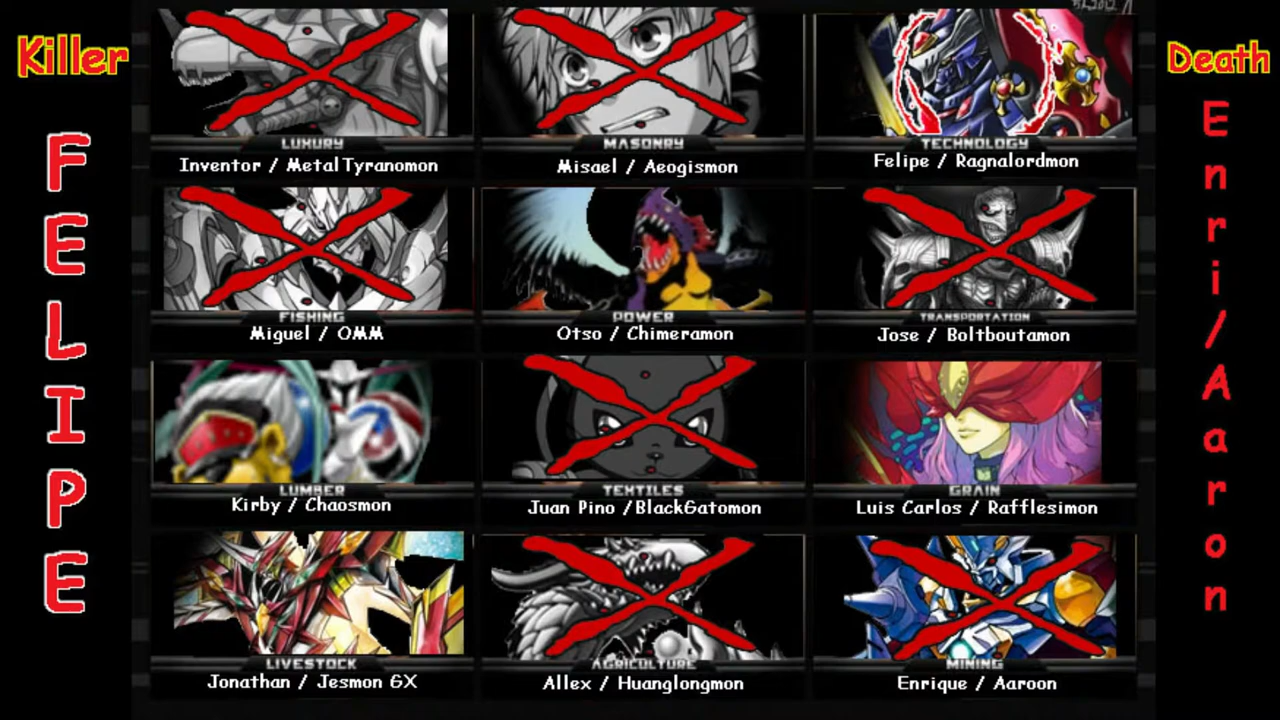 Killer
FELIPE
LUXURY
Inventor / MetalTyranomon
MASONRY
Misael / Aeogismon
TECHNOLOGY
Felipe / Ragnalordmon
FISHING
Miguel / OMM
POWER
Otso / Chimeramon
TRANSPORTATION
Jose / Boltboutamon
LUMBER
Kirby / Chaosmon
TEXTILES
Juan Pino /BlackGatomon
GRAIN
Luis Carlos / Rafflesimon
LIVESTOCK
Jonathan / Jesmon GX
AGRICULTURE
Allex / Huanglongmon
MINING
Enrique / Aaroon
Death
Enri/Aaron